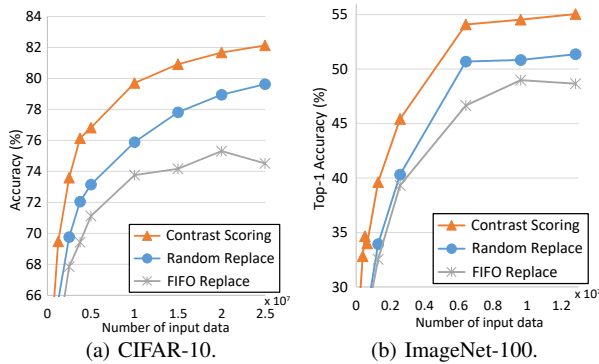 84
82
80
78
76
74
72
70
68
66
Accuracy (%)
Contrast Scoring
Random Replace
FIFO Replace
0 0.5 1 1.5 2 2.5
x 10⁷
Number of input data
(a) CIFAR-10.
55
50
45
40
35
30
Top-1 Accuracy (%)
Contrast Scoring
Random Replace
FIFO Replace
0 0.2 0.4 0.6 0.8 1 1.2
Number of input data
(b) ImageNet-100.